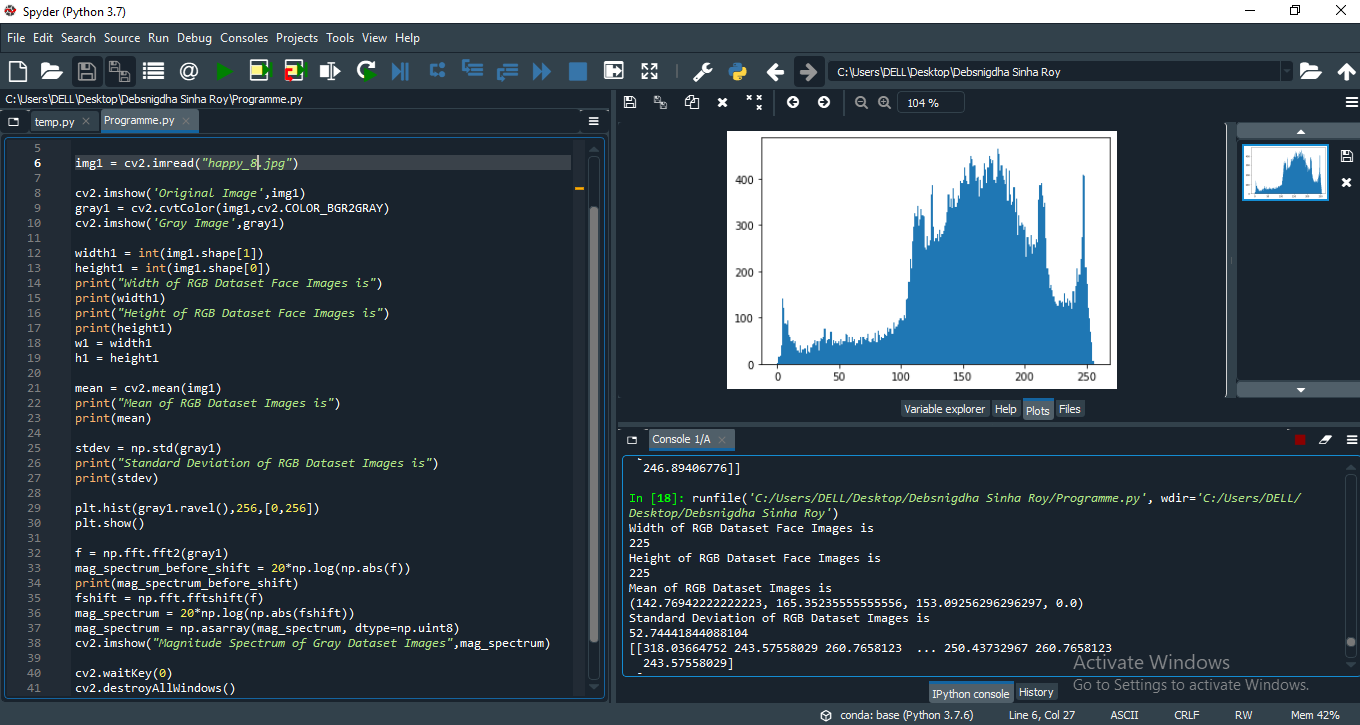 Spyder (Python 3.7)
File Edit Search Source Run Debug Consoles Projects Tools View Help
C:\Users\DELL\Desktop\Debsnigdha Sinha Roy
C:\Users\DELL\Desktop\Debsnigdha Sinha Roy\Programme.py
temp.py Programme.py
5
6 img1 = cv2.imread("happy_8.jpg")
7
8 cv2.imshow('Original Image',img1)
9 gray1 = cv2.cvtColor(img1,cv2.COLOR_BGR2GRAY)
10 cv2.imshow('Gray Image',gray1)
11
12 width1 = int(img1.shape[1])
13 height1 = int(img1.shape[0])
14 print("Width of RGB Dataset Face Images is")
15 print(width1)
16 print("Height of RGB Dataset Face Images is")
17 print(height1)
18 w1 = width1
19 h1 = height1
20
21 mean = cv2.mean(img1)
22 print("Mean of RGB Dataset Images is")
23 print(mean)
24
25 stdev = np.std(gray1)
26 print("Standard Deviation of RGB Dataset Images is")
27 print(stdev)
28
29 plt.hist(gray1.ravel(),256,[0,256])
30 plt.show()
31
32 f = np.fft.fft2(gray1)
33 mag_spectrum_before_shift = 20*np.log(np.abs(f))
34 print(mag_spectrum_before_shift)
35 fshift = np.fft.fftshift(f)
36 mag_spectrum = 20*np.log(np.abs(fshift))
37 mag_spectrum = np.asarray(mag_spectrum, dtype=np.uint8)
38 cv2.imshow("Magnitude Spectrum of Gray Dataset Images",mag_spectrum)
39
40 cv2.waitKey(0)
41 cv2.destroyAllWindows()
104 %
400
300
200
100
0
0 50 100 150 200 250
Variable explorer Help Plots Files
Console 1/A
246.89406776]]
In [18]: runfile('C:/Users/DELL/Desktop/Debsnigdha Sinha Roy/Programme.py', wdir='C:/Users/DELL/
Desktop/Debsnigdha Sinha Roy')
Width of RGB Dataset Face Images is
225
Height of RGB Dataset Face Images is
225
Mean of RGB Dataset Images is
(142.76942222222223, 165.35235555555556, 153.09256296296297, 0.0)
Standard Deviation of RGB Dataset Images is
52.74441844088104
[[318.03664752 243.57558029 260.7658123 ... 250.43732967 260.7658123
243.57558029]
Activate Windows
Go to Settings to activate Windows.
IPython console History
conda: base (Python 3.7.6) Line 6, Col 27 ASCII CRLF RW Mem 42%